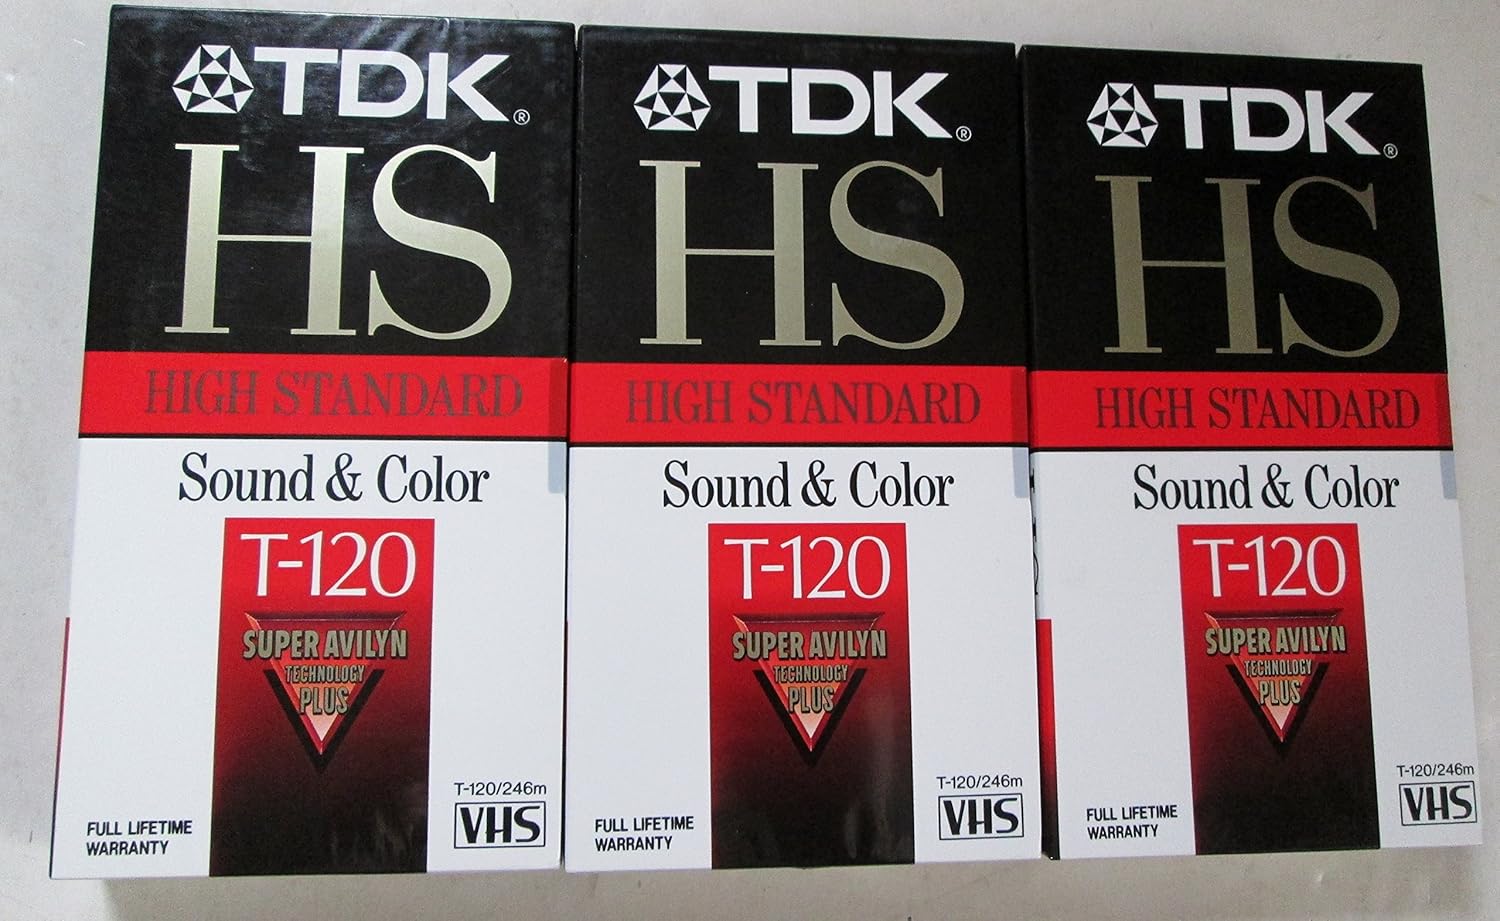 TDK®
HS
HIGH STANDARD
Sound & Color
T-120
SUPER AVILYN
TECHNOLOGY
PLUS
T-120/246m
VHS
FULL LIFETIME
WARRANTY
TDK®
HS
HIGH STANDARD
Sound & Color
T-120
SUPER AVILYN
TECHNOLOGY
PLUS
T-120/246m
VHS
FULL LIFETIME
WARRANTY
TDK®
HS
HIGH STANDARD
Sound & Color
T-120
SUPER AVILYN
TECHNOLOGY
PLUS
T-120/246m
VHS
FULL LIFETIME
WARRANTY